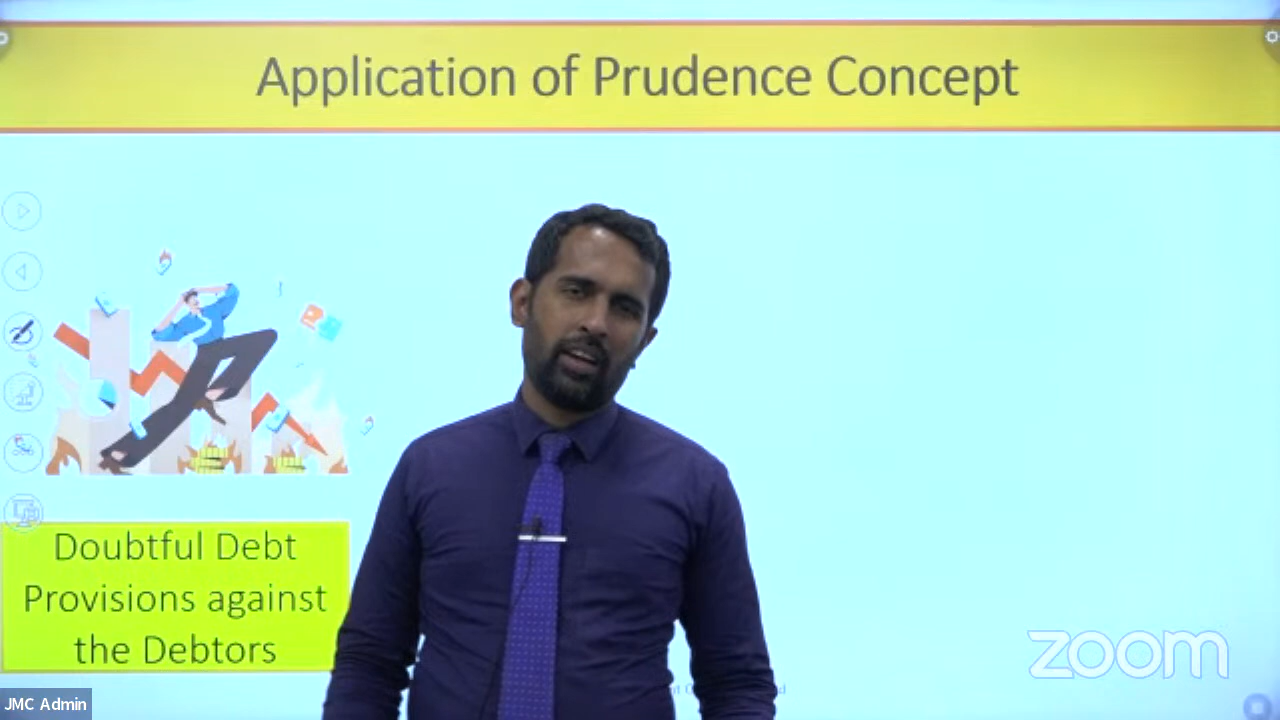 Application of Prudence Concept
Doubtful Debt
Provisions against
the Debtors
zoom
JMC Admin